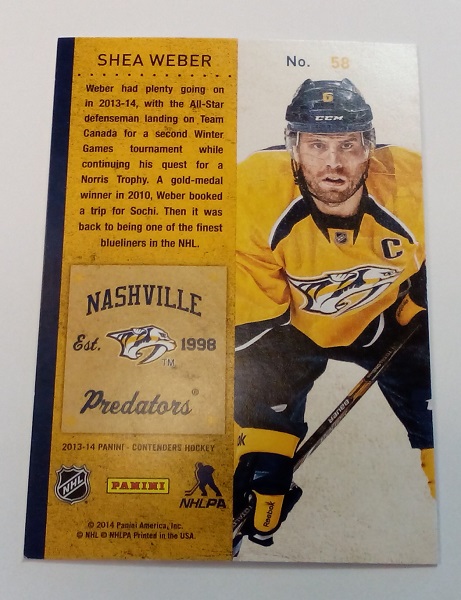 SHEA WEBER
No. 58
Weber had plenty going on
in 2013-14, with the All-Star
defenseman landing on Team
Canada for a second Winter
Games tournament while
continuing his quest for a
Norris Trophy. A gold-medal
winner in 2010, Weber booked
a trip for Sochi. Then it was
back to being one of the finest
blueliners in the NHL.
6
CCM
C
NASHVILLE
Est. 1998
TM
Predators®
2013-14 PANINI - CONTENDERS HOCKEY
NHL PANINI NHLPA
Reebok
© 2014 Panini America, Inc.
© NHL © NHLPA Printed in the USA.